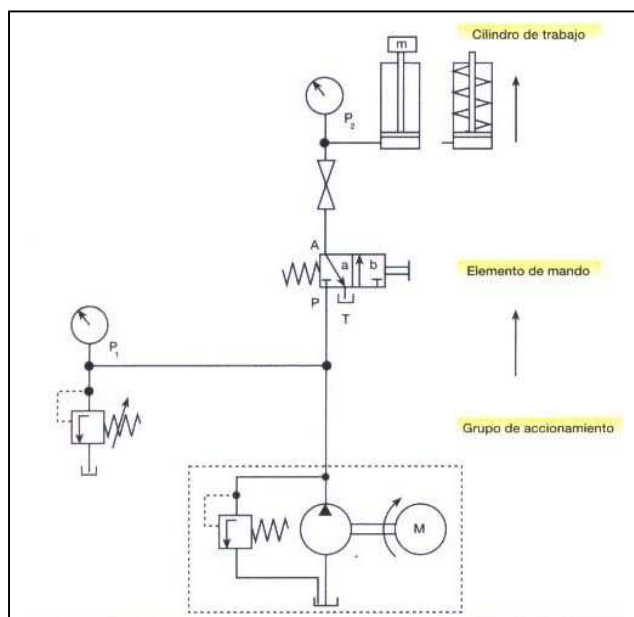 Cilindro de trabajo
m
P2
A
a b
Elemento de mando
P
T
P1
Grupo de accionamiento
M